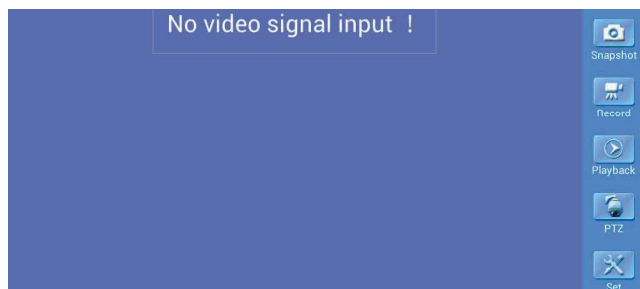 No video signal input !
Snapshot
Record
Playback
PTZ
Set